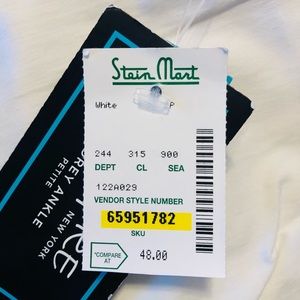 Stein Mart
White P
244 315 900
DEPT CL SEA
122A029
VENDOR STYLE NUMBER
65951782
SKU
"COMPARE AT
48.00
NEW YORK
REY ANKLE
PETITE